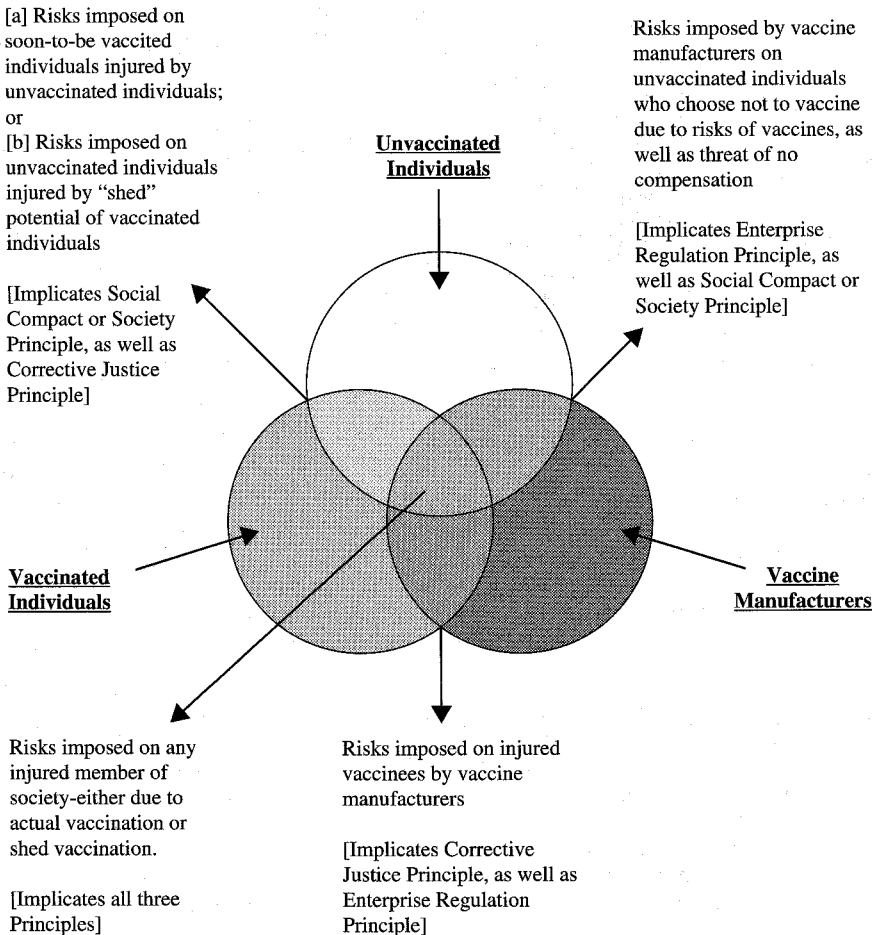 [a] Risks imposed on
soon-to-be vaccited
individuals injured by
unvaccinated individuals;
or
[b] Risks imposed on
unvaccinated individuals
injured by “shed”
potential of vaccinated
individuals
[Implicates Social
Compact or Society
Principle, as well as
Corrective Justice
Principle]
Unvaccinated
Individuals
Risks imposed by vaccine
manufacturers on
unvaccinated individuals
who choose not to vaccine
due to risks of vaccines, as
well as threat of no
compensation
[Implicates Enterprise
Regulation Principle, as
well as Social Compact or
Society Principle]
Vaccinated
Individuals
Vaccine
Manufacturers
Risks imposed on any
injured member of
society-either due to
actual vaccination or
shed vaccination.
[Implicates all three
Principles]
Risks imposed on injured
vaccinees by vaccine
manufacturers
[Implicates Corrective
Justice Principle, as well as
Enterprise Regulation
Principle]